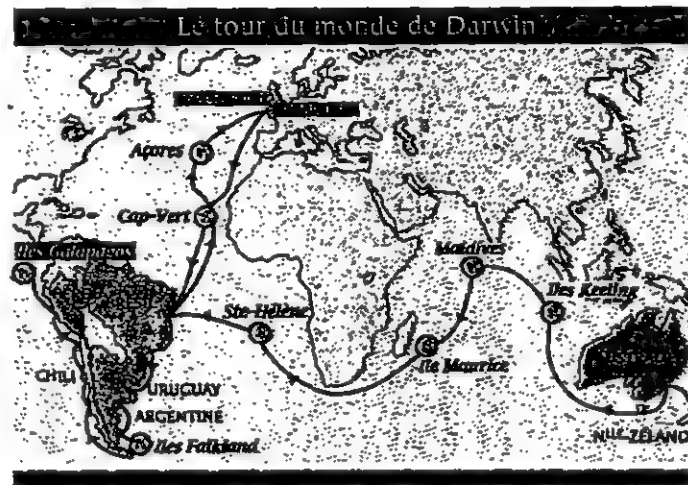 Le tour du monde de Darwin
Açores
Cap-Vert
Iles Galapagos
Maldives
Iles Keeling
Ste-Hélène
Ile Maurice
CHILI
URUGUAY
ARGENTINE
Iles Falkland
Nlle-ZÉLANDE